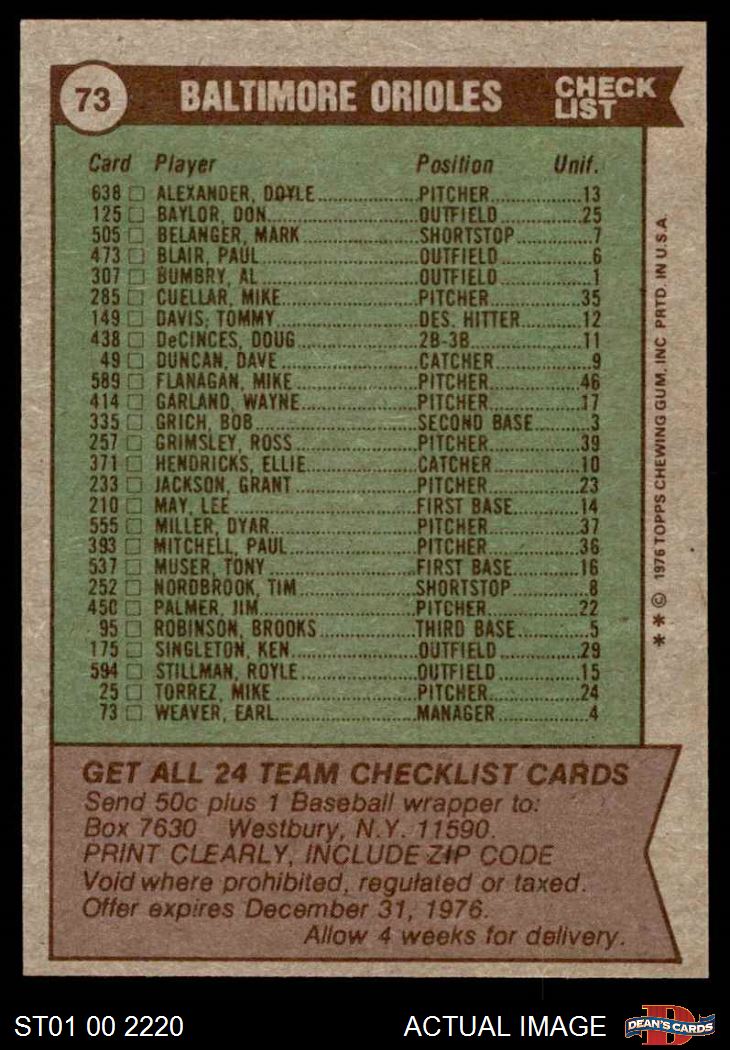 73 BALTIMORE ORIOLES CHECK LIST
Card Player Position Unif.
638 ALEXANDER, DOYLE PITCHER 13
125 BAYLOR, DON OUTFIELD 25
505 BELANGER, MARK SHORTSTOP 7
473 BLAIR, PAUL OUTFIELD 6
307 BUMBRY, AL OUTFIELD 1
285 CUELLAR, MIKE PITCHER 35
149 DAVIS, TOMMY DES. HITTER 12
438 DeCINCES, DOUG 2B-3B 11
49 DUNCAN, DAVE CATCHER 9
589 FLANAGAN, MIKE PITCHER 46
414 GARLAND, WAYNE PITCHER 17
335 GRICH, BOB SECOND BASE 3
257 GRIMSLEY, ROSS PITCHER 39
371 HENDRICKS, ELLIE CATCHER 10
233 JACKSON, GRANT PITCHER 23
210 MAY, LEE FIRST BASE 14
555 MILLER, DYAR PITCHER 37
393 MITCHELL, PAUL PITCHER 36
537 MUSER, TONY FIRST BASE 16
252 NORDBROOK, TIM SHORTSTOP 8
450 PALMER, JIM PITCHER 22
95 ROBINSON, BROOKS THIRD BASE 5
175 SINGLETON, KEN OUTFIELD 29
594 STILLMAN, ROYLE OUTFIELD 15
25 TORREZ, MIKE PITCHER 24
73 WEAVER, EARL MANAGER 4
**© 1976 TOPPS CHEWING GUM, INC PRTD. IN U.S.A.
GET ALL 24 TEAM CHECKLIST CARDS
Send 50c plus 1 Baseball wrapper to:
Box 7630 Westbury, N.Y. 11590.
PRINT CLEARLY, INCLUDE ZIP CODE
Void where prohibited, regulated or taxed.
Offer expires December 31, 1976.
Allow 4 weeks for delivery.
ST01 00 2220 ACTUAL IMAGE DEAN'S CARDS